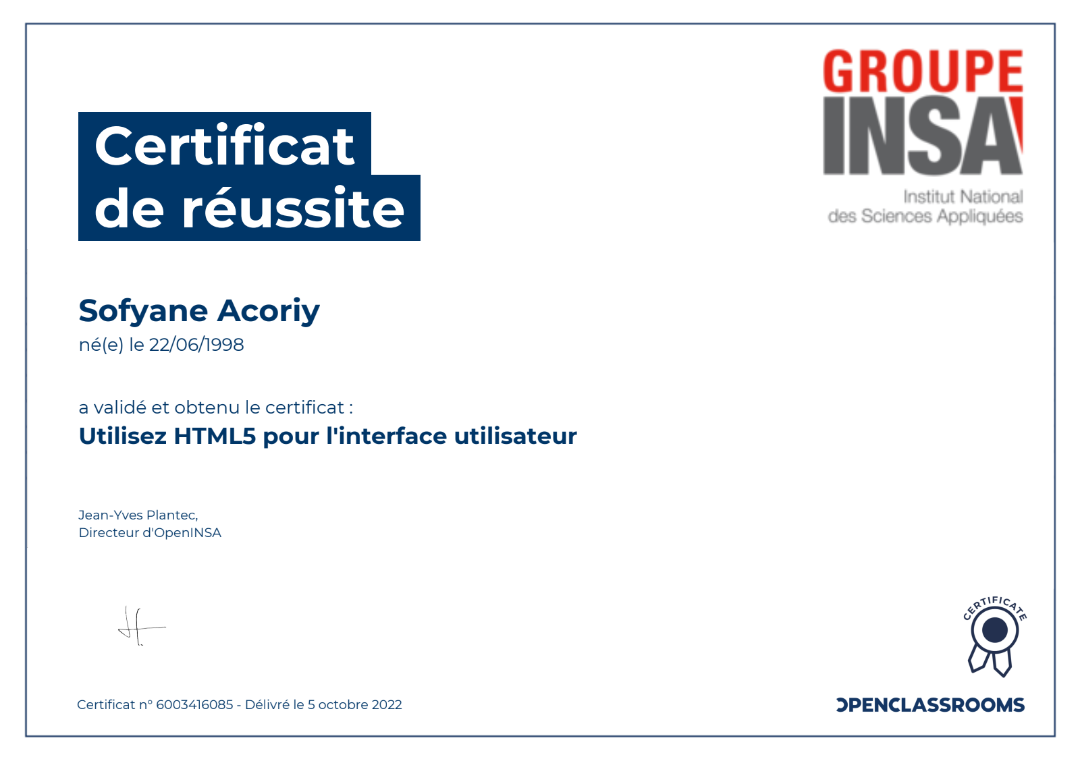 GROUPE
INSA
Institut National
des Sciences Appliquées
Certificat
de réussite
Sofyane Acoriy
né(e) le 22/06/1998
a validé et obtenu le certificat :
Utilisez HTML5 pour l'interface utilisateur
Jean-Yves Plantec,
Directeur d'OpenINSA
CERTIFICATE
Certificat n° 6003416085 - Délivré le 5 octobre 2022
OPENCLASSROOMS